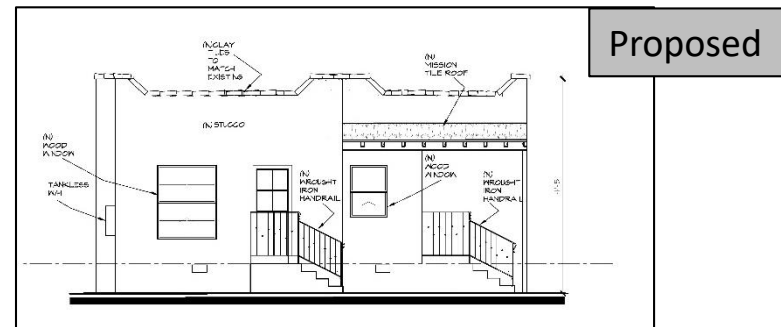 Proposed
(N) CLAY
TILES
TO
MATCH
EXISTING
(N)
MISSION
TILE ROOF
(N) STUCCO
(N)
WOOD
WINDOW
TANKLESS
WH
(N)
WROUGHT
IRON
HANDRAIL
(N)
WOOD
WINDOW
(N)
WROUGHT
IRON
HANDRAIL